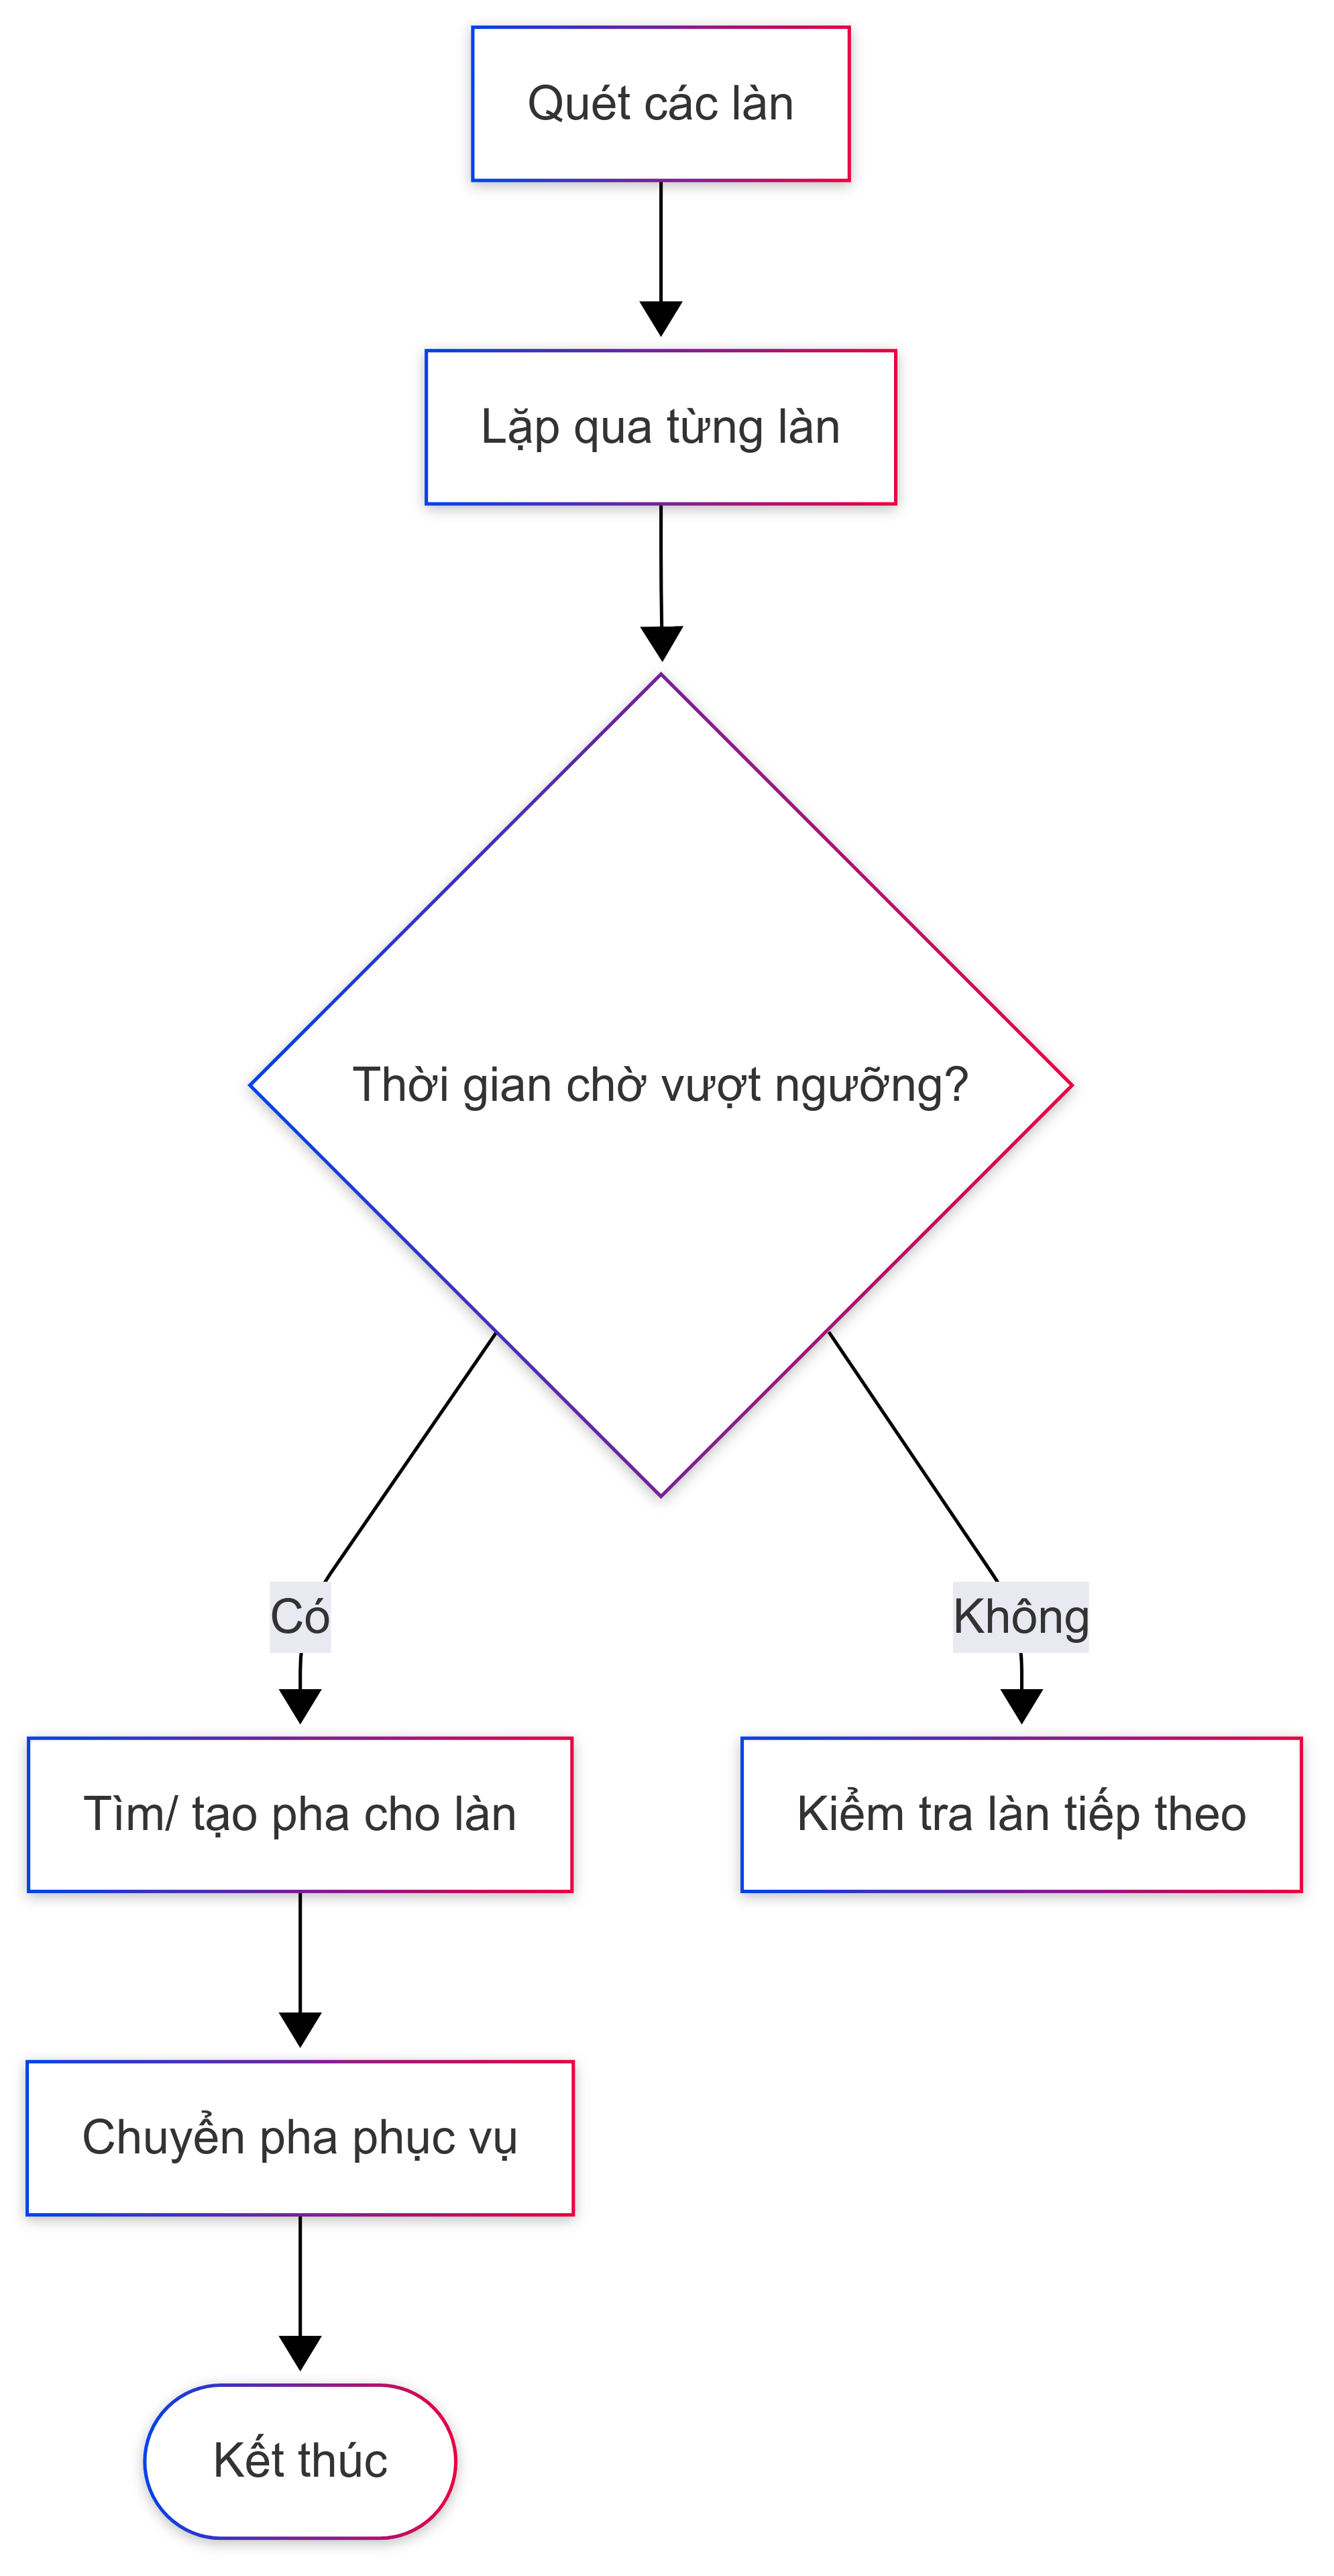 Quét các làn
Lặp qua từng làn
Thời gian chờ vượt ngưỡng?
Có
Không
Tìm/ tạo pha cho làn
Kiểm tra làn tiếp theo
Chuyển pha phục vụ
Kết thúc